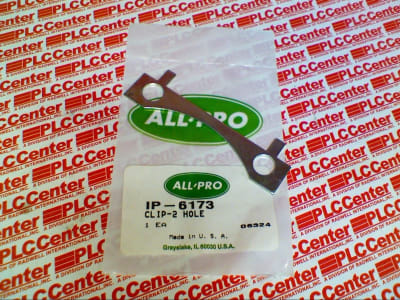 ALL-PRO
ALL-PRO
IP-6173
CLIP-2 HOLE
1 EA 06324
Made in U.S.A.
Grayslake, IL 60030 U.S.A.
PLCCenter
A DIVISION OF RADWELL INTERNATIONAL, INC.